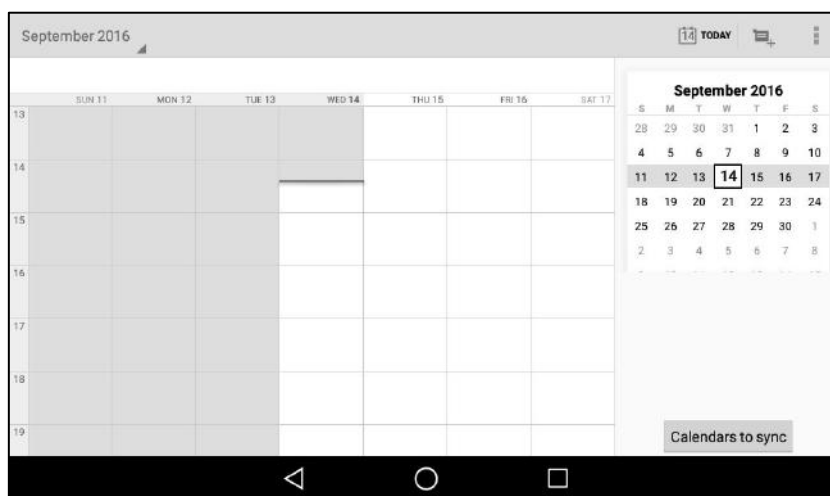 September 2016
14 TODAY
SUN 11 MON 12 TUE 13 WED 14 THU 15 FRI 16 SAT 17
13
14
15
16
17
18
19
September 2016
S M T W T F S
28 29 30 31 1 2 3
4 5 6 7 8 9 10
11 12 13 14 15 16 17
18 19 20 21 22 23 24
25 26 27 28 29 30 1
2 3 4 5 6 7 8
Calendars to sync